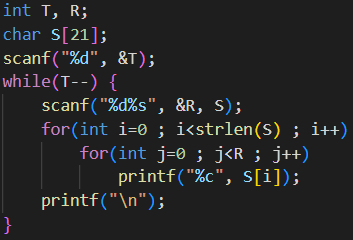 int T, R;
char S[21];
scanf("%d", &T);
while(T--) {
    scanf("%d%s", &R, S);
    for(int i=0 ; i<strlen(S) ; i++)
        for(int j=0 ; j<R ; j++)
            printf("%c", S[i]);
    printf("\n");
}